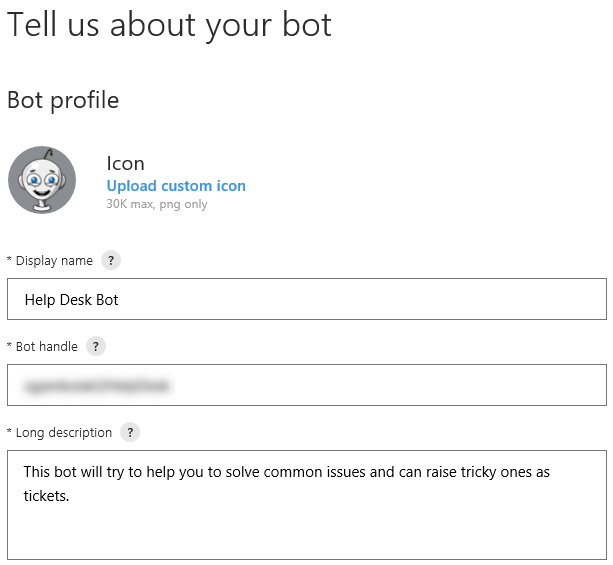 Tell us about your bot
Bot profile
Icon
Upload custom icon
30K max, png only
* Display name ?
Help Desk Bot
* Bot handle ?
* Long description ?
This bot will try to help you to solve common issues and can raise tricky ones as
tickets.